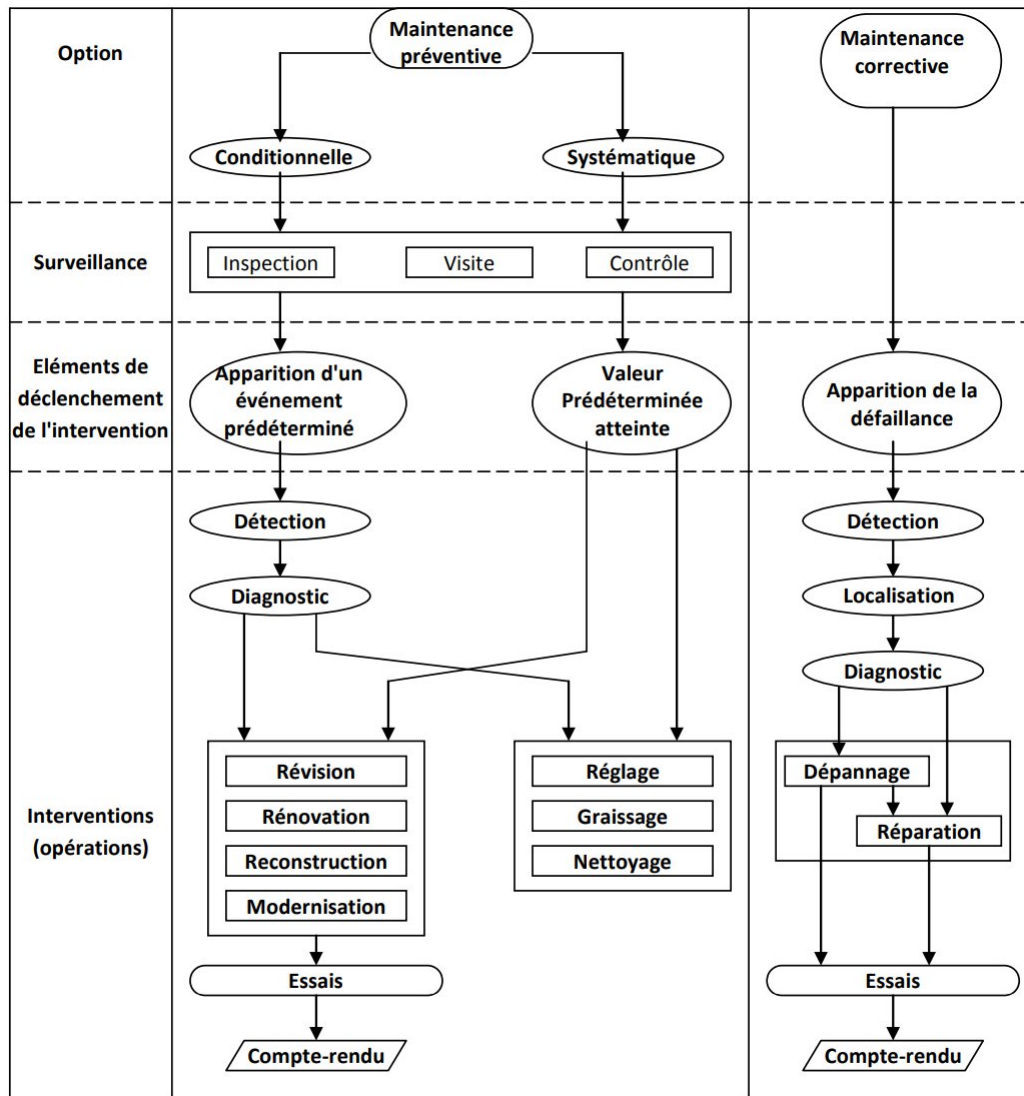 Option
Maintenance
préventive
Maintenance
corrective
Conditionnelle
Systématique
Surveillance
Inspection
Visite
Contrôle
Eléments de
déclenchement
de l'intervention
Apparition d'un
événement
prédéterminé
Valeur
Prédéterminée
atteinte
Apparition de la
défaillance
Interventions
(opérations)
Détection
Diagnostic
Révision
Rénovation
Reconstruction
Modernisation
Essais
Compte-rendu
Réglage
Graissage
Nettoyage
Détection
Localisation
Diagnostic
Dépannage
Réparation
Essais
Compte-rendu